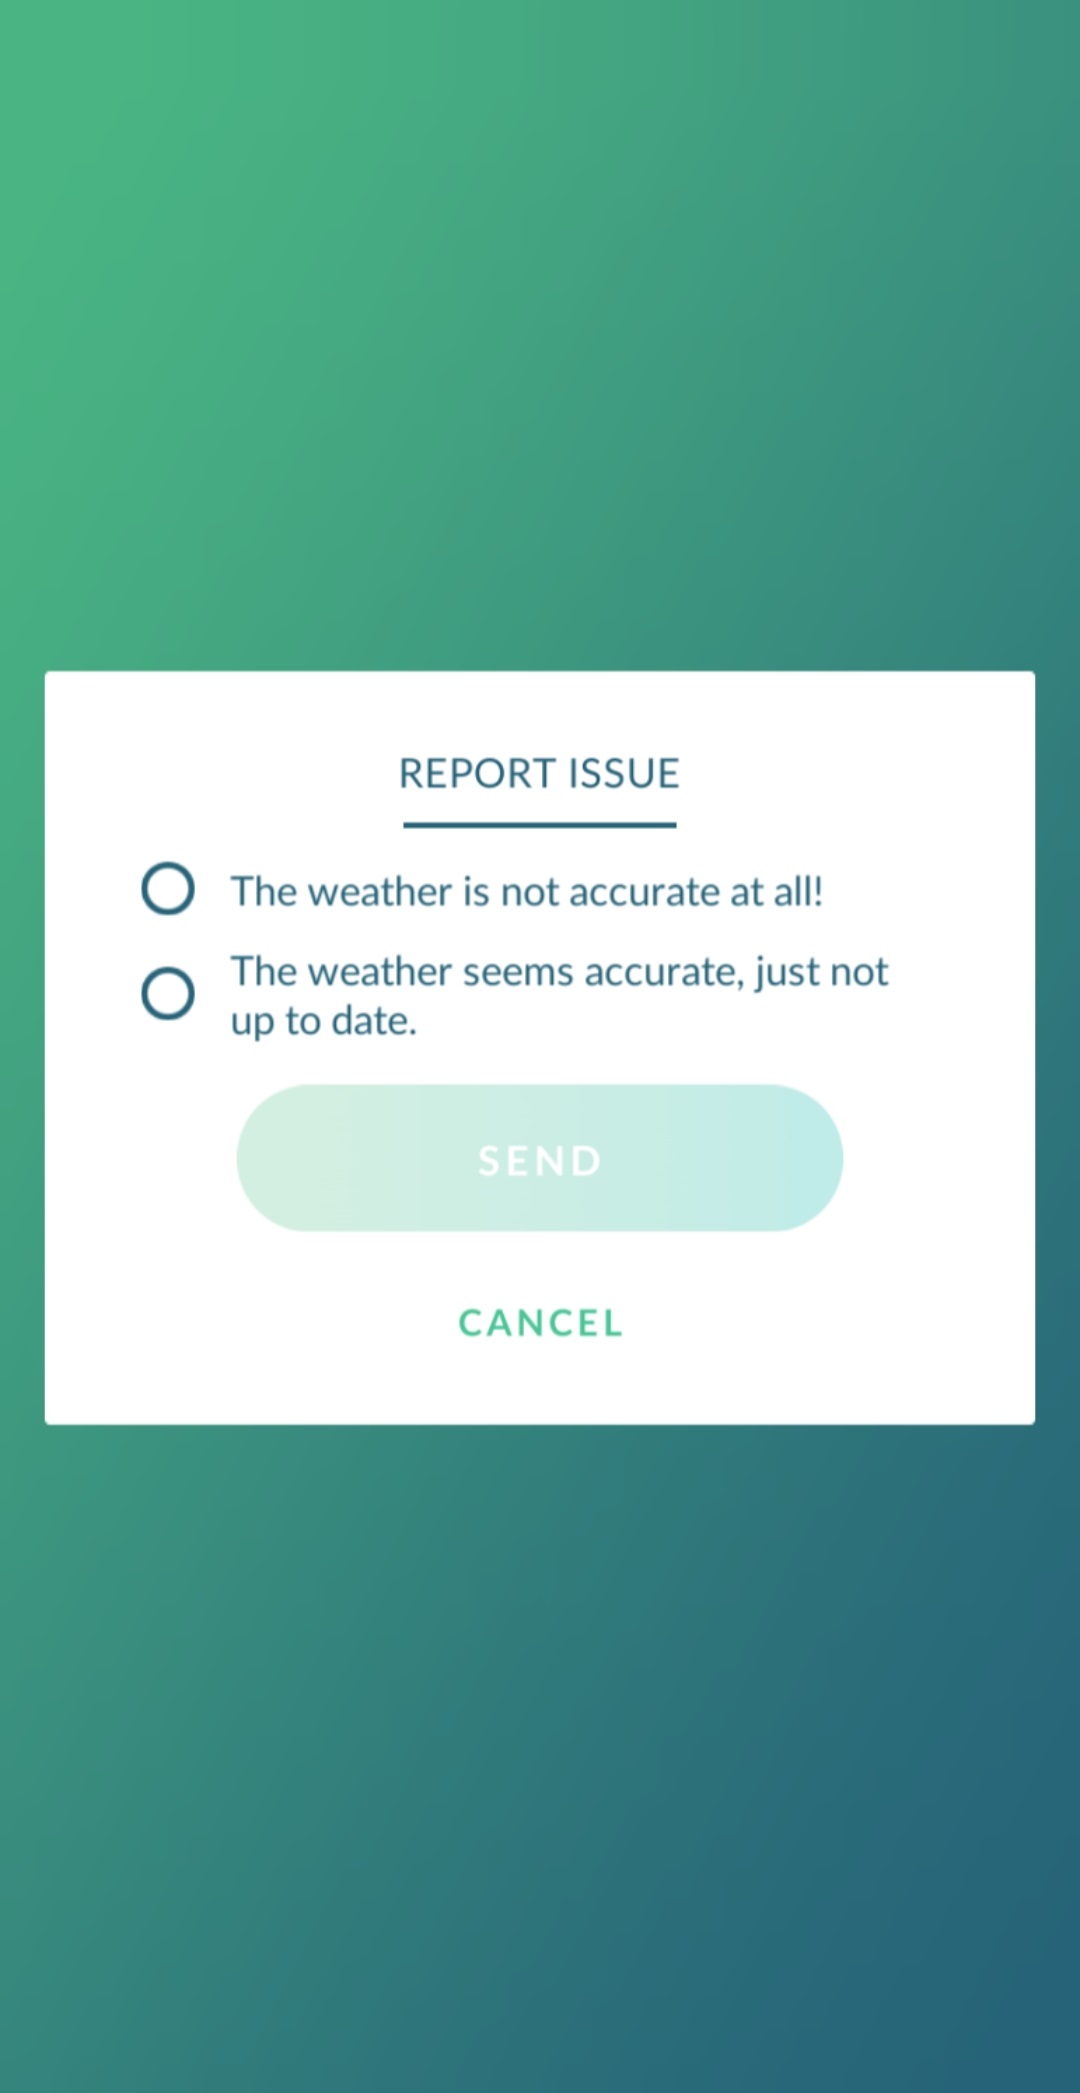 REPORT ISSUE
The weather is not accurate at all!
The weather seems accurate, just not
up to date.
SEND
CANCEL